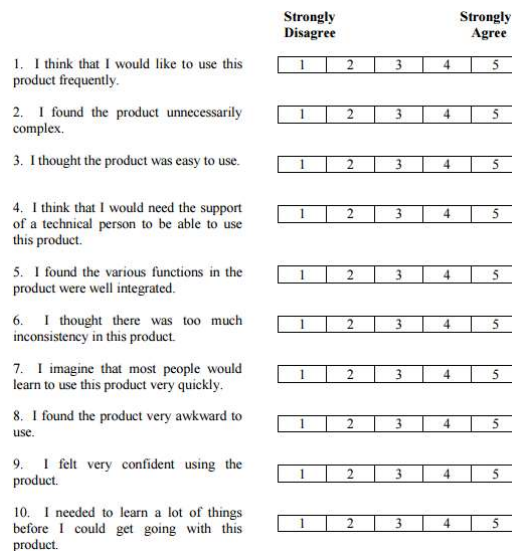 Strongly Disagree
Strongly Agree
1. I think that I would like to use this
product frequently.
1 2 3 4 5
2. I found the product unnecessarily
complex.
1 2 3 4 5
3. I thought the product was easy to use.
1 2 3 4 5
4. I think that I would need the support
of a technical person to be able to use
this product.
1 2 3 4 5
5. I found the various functions in the
product were well integrated.
1 2 3 4 5
6. I thought there was too much
inconsistency in this product.
1 2 3 4 5
7. I imagine that most people would
learn to use this product very quickly.
1 2 3 4 5
8. I found the product very awkward to
use.
1 2 3 4 5
9. I felt very confident using the
product.
1 2 3 4 5
10. I needed to learn a lot of things
before I could get going with this
product.
1 2 3 4 5